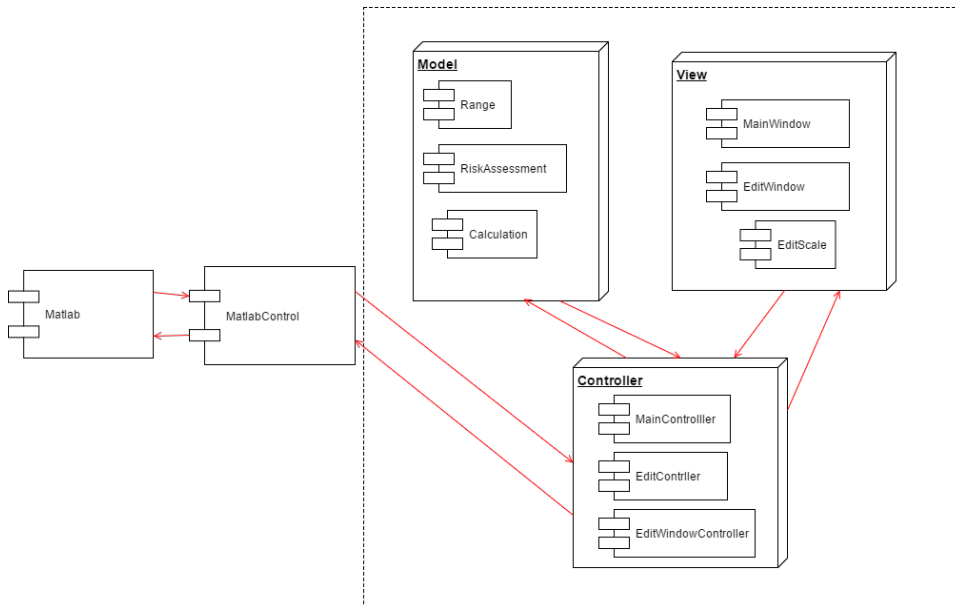 Model
Range
RiskAssessment
Calculation
View
MainWindow
EditWindow
EditScale
Matlab
MatlabControl
Controller
MainControlller
EditContrller
EditWindowController